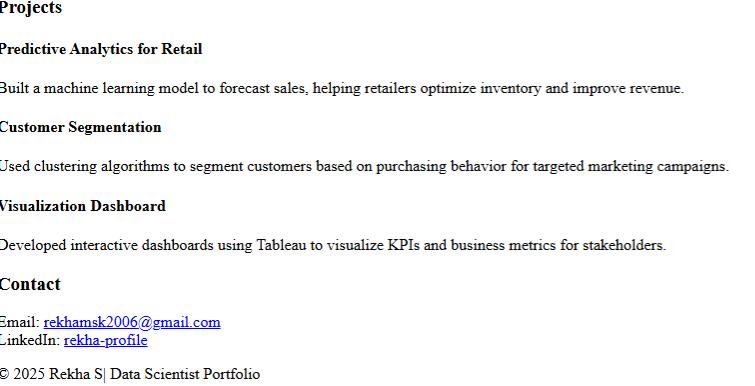 Projects
Predictive Analytics for Retail
Built a machine learning model to forecast sales, helping retailers optimize inventory and improve revenue.
Customer Segmentation
Used clustering algorithms to segment customers based on purchasing behavior for targeted marketing campaigns.
Visualization Dashboard
Developed interactive dashboards using Tableau to visualize KPIs and business metrics for stakeholders.
Contact
Email: rekhamsk2006@gmail.com
LinkedIn: rekha-profile
© 2025 Rekha S| Data Scientist Portfolio